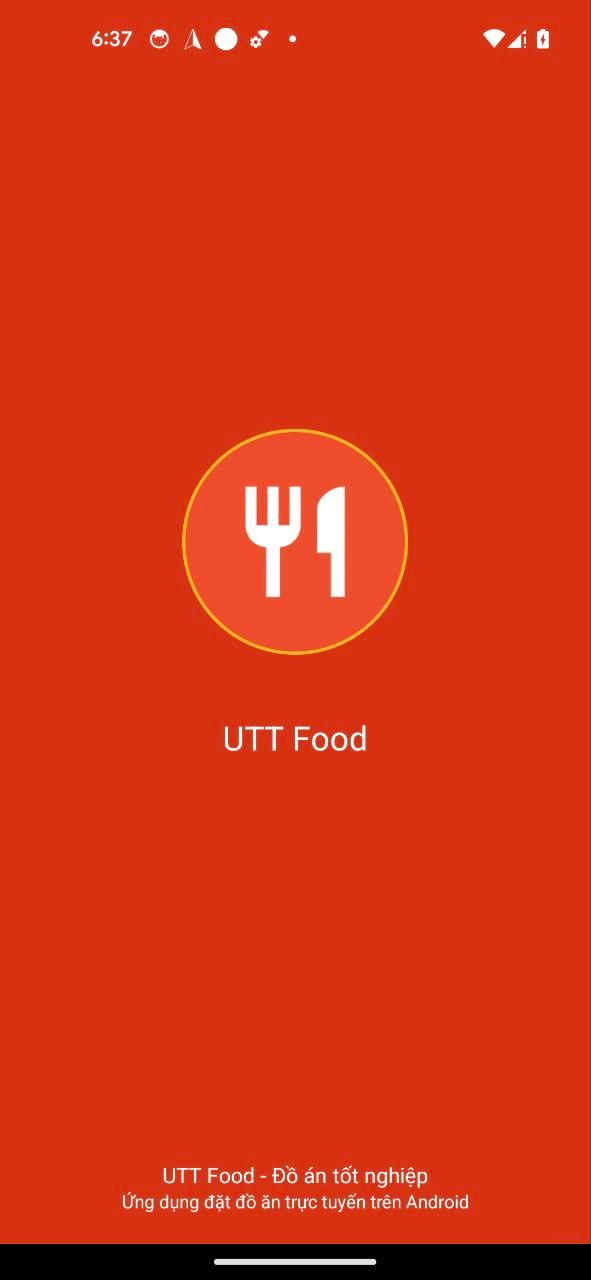 6:37
UTT Food
UTT Food - Đồ án tốt nghiệp
Ứng dụng đặt đồ ăn trực tuyến trên Android